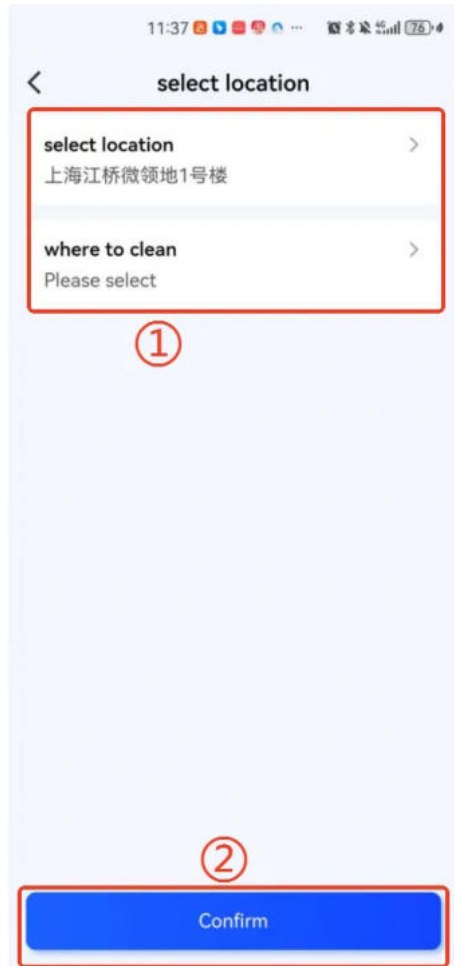 11:37 ... 4G 76
select location
select location
上海江桥微领地1号楼
where to clean
Please select
①
②
Confirm